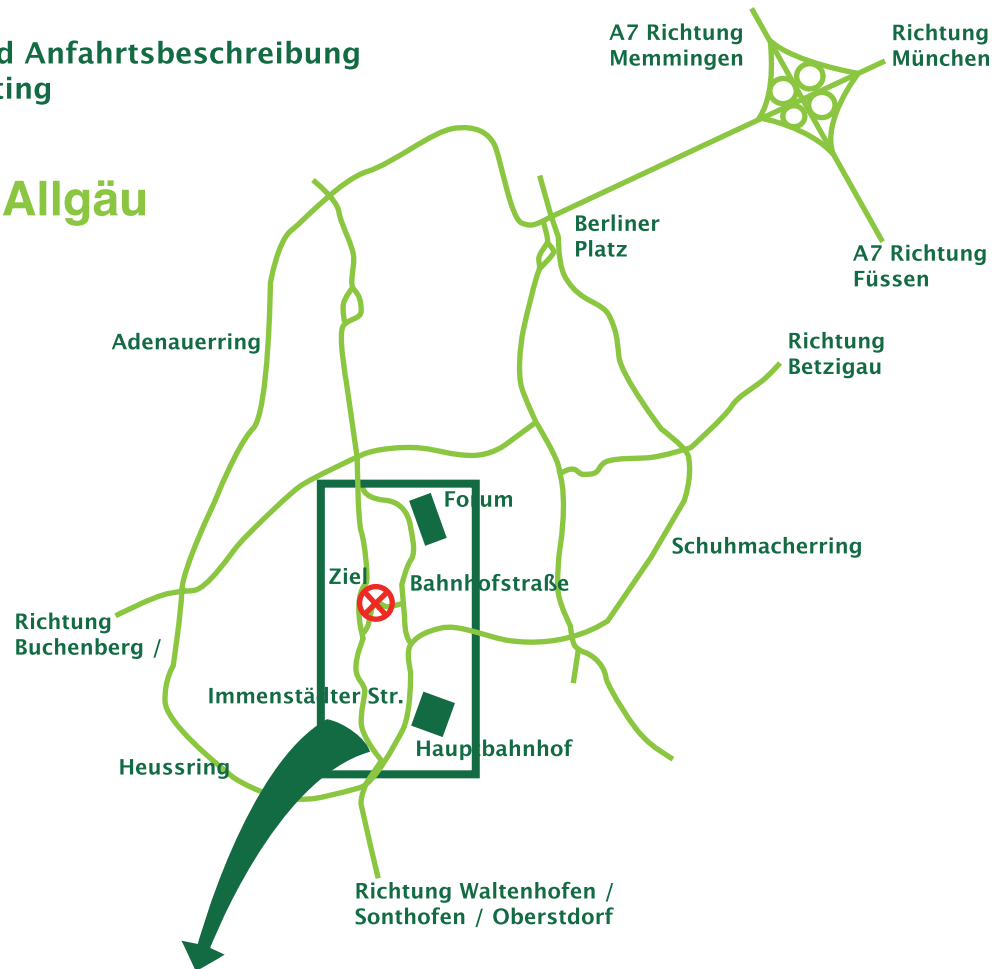 d Anfahrtsbeschreibung
ting
Allgäu
A7 Richtung
Memmingen
Richtung
München
Berliner
Platz
A7 Richtung
Füssen
Adenauerring
Richtung
Betzigau
Forum
Schuhmacherring
Ziel
Bahnhofstraße
Richtung
Buchenberg /
Immenstädter Str.
Hauptbahnhof
Heussring
Richtung Waltenhofen /
Sonthofen / Oberstdorf